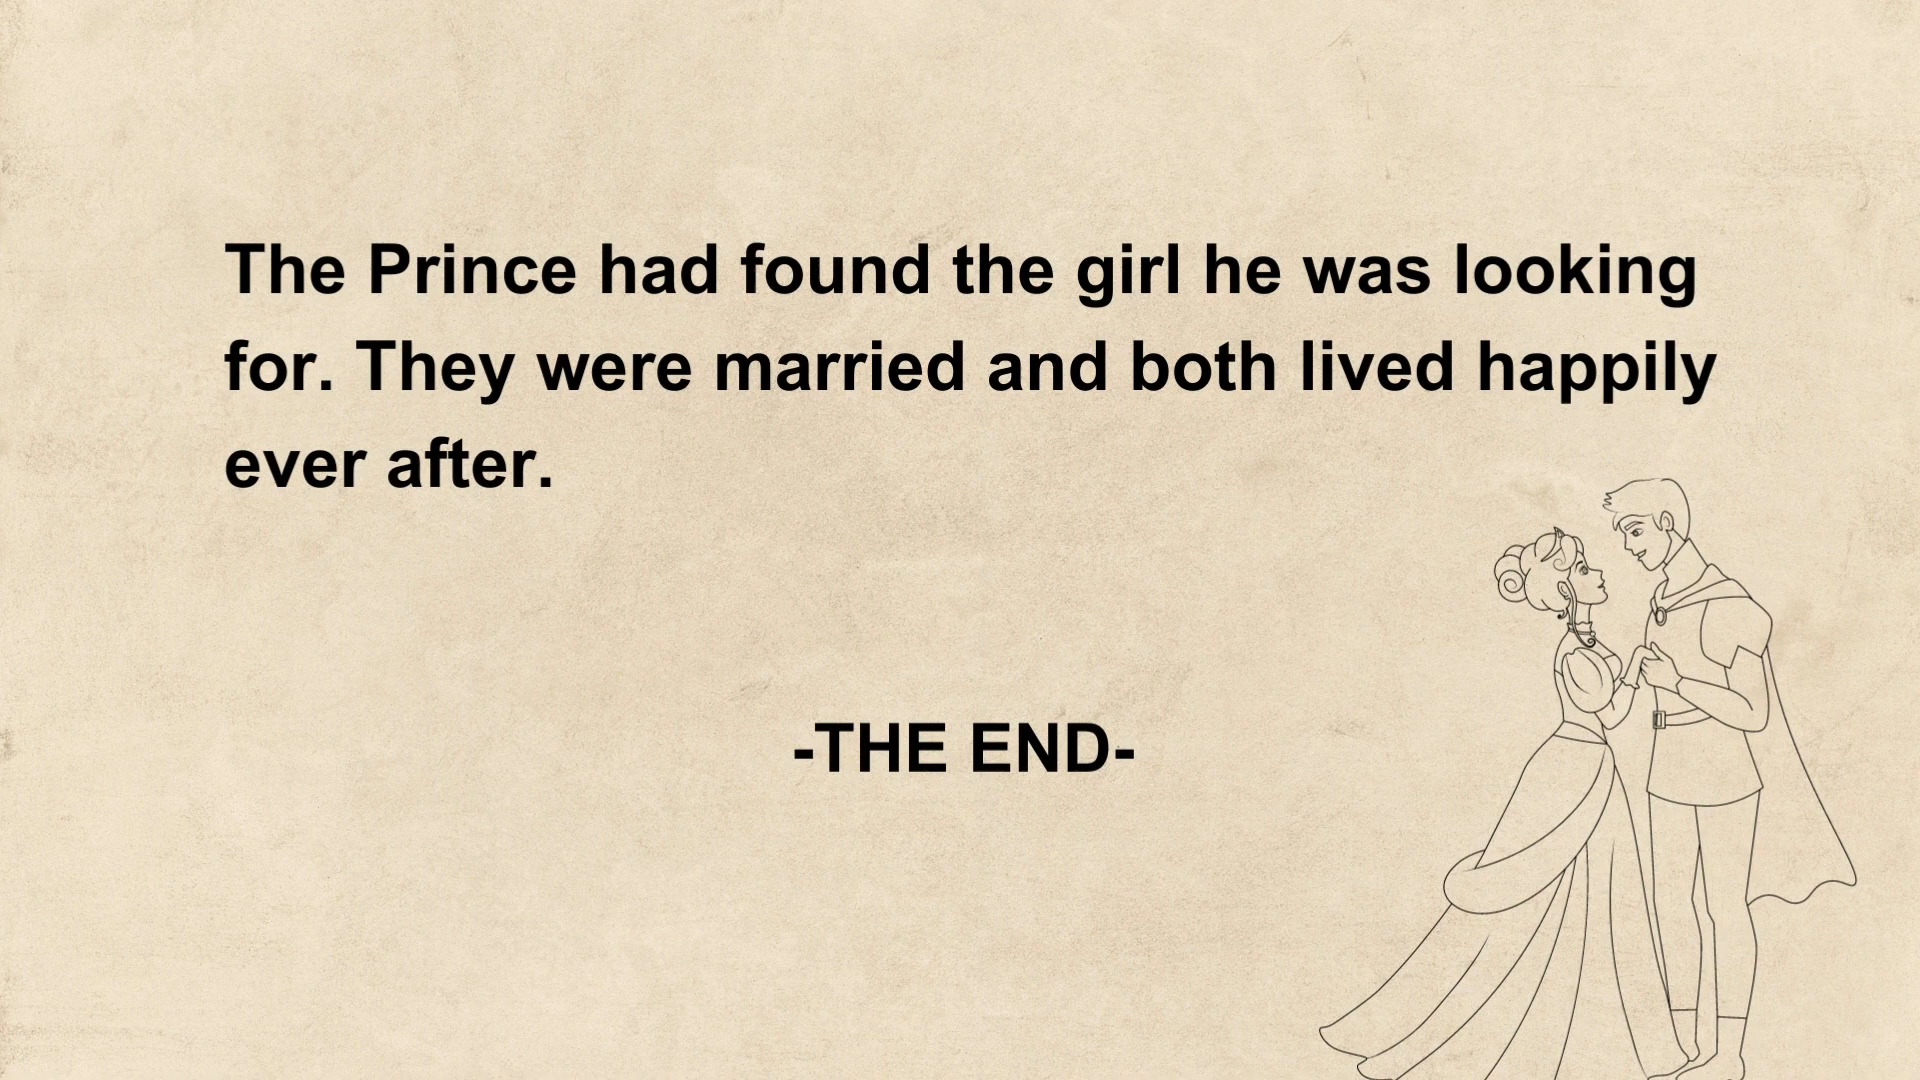 The Prince had found the girl he was looking
for. They were married and both lived happily
ever after.
-THE END-